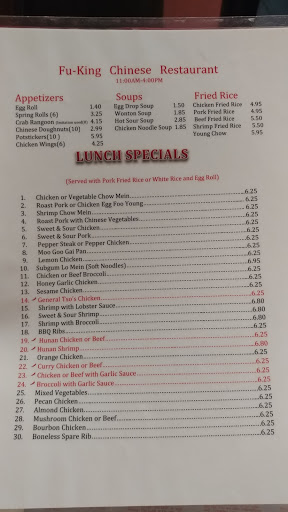 Fu-King Chinese Restaurant
11:00AM-4:00PM
Appetizers
Egg Roll 1.40
Spring Rolls (6) 3.25
Crab Rangoon 4.15
Chinese Doughnuts(10) 2.99
Potstickers(10) 5.95
Chicken Wings(6) 4.25
Soups
Egg Drop Soup 1.50
Wonton Soup 1.85
Hot Sour Soup 2.85
Chicken Noodle Soup 1.85
Fried Rice
Chicken Fried Rice 4.95
Pork Fried Rice 4.95
Beef Fried Rice 5.50
Shrimp Fried Rice 5.50
Young Chow 5.95
LUNCH SPECIALS
(Served with Pork Fried Rice or White Rice and Egg Roll)
1. Chicken or Vegetable Chow Mein 6.25
2. Roast Pork or Chicken Egg Foo Young 6.25
3. Shrimp Chow Mein 6.25
4. Roast Pork with Chinese Vegetables 6.25
5. Sweet & Sour Chicken 6.25
6. Sweet & Sour Pork 6.25
7. Pepper Steak or Pepper Chicken 6.25
8. Moo Goo Gai Pan 6.25
9. Lemon Chicken 6.25
10. Subgum Lo Mein (Soft Noodles) 6.95
11. Chicken or Beef Broccoli 6.25
12. Honey Garlic Chicken 6.25
13. Sesame Chicken 6.25
14. General Tso's Chicken 6.25
15. Shrimp with Lobster Sauce 6.80
16. Sweet & Sour Shrimp 6.80
17. Shrimp with Broccoli 6.80
18. BBQ Ribs 6.25
19. Hunan Chicken or Beef 6.25
20. Hunan Shrimp 6.80
21. Orange Chicken 6.25
22. Curry Chicken or Beef 6.25
23. Chicken or Beef with Garlic Sauce 6.25
24. Broccoli with Garlic Sauce 6.25
25. Mixed Vegetables 6.25
26. Pecan Chicken 6.25
27. Almond Chicken 6.25
28. Mushroom Chicken or Beef 6.25
29. Bourbon Chicken 6.25
30. Boneless Spare Rib 6.25